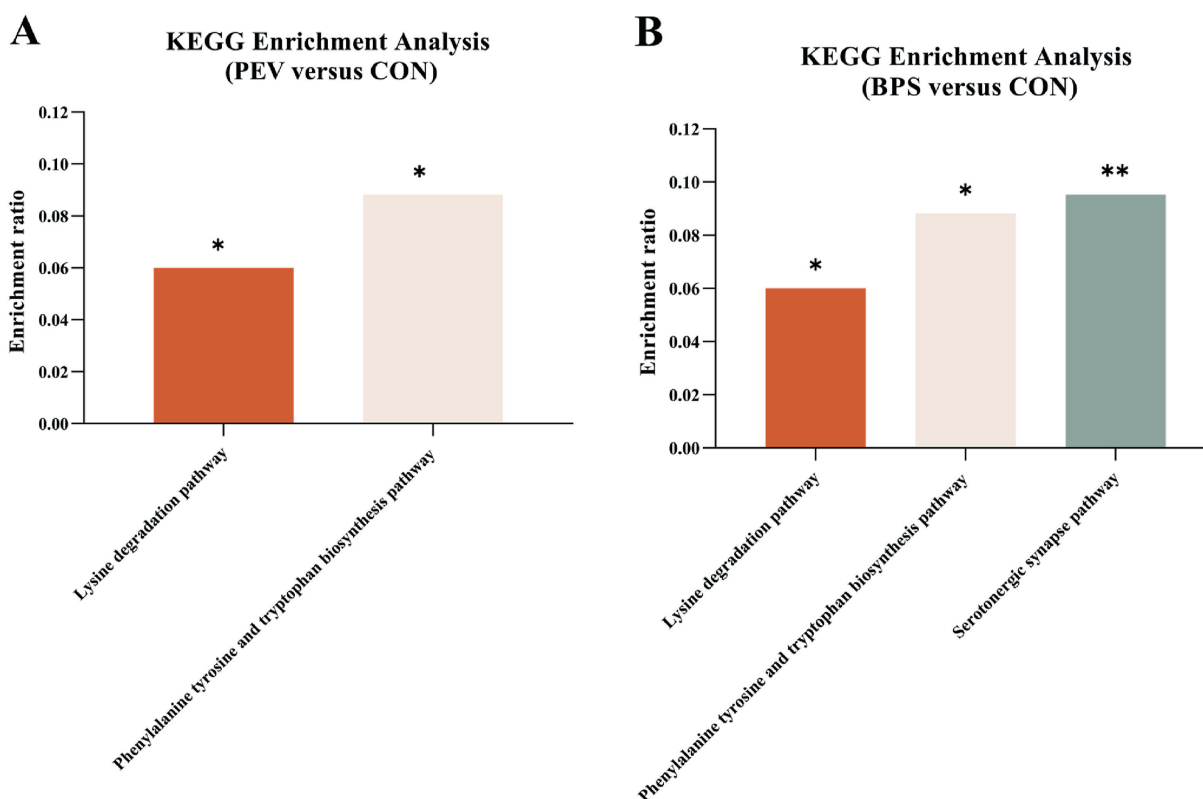 A
KEGG Enrichment Analysis
(PEV versus CON)
Enrichment ratio
0.12
0.10
0.08
0.06
0.04
0.02
0.00
*
*
Lysine degradation pathway
Phenylalanine tyrosine and tryptophan biosynthesis pathway
B
KEGG Enrichment Analysis
(BPS versus CON)
Enrichment ratio
0.12
0.10
0.08
0.06
0.04
0.02
0.00
*
*
**
Lysine degradation pathway
Phenylalanine tyrosine and tryptophan biosynthesis pathway
Serotonergic synapse pathway